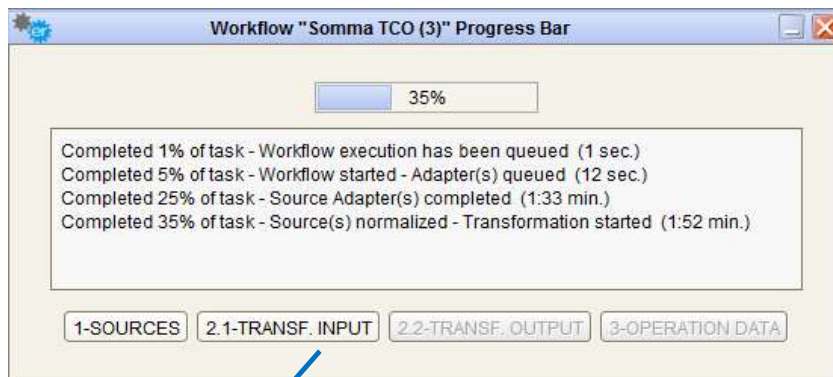 Workflow "Somma TCO (3)" Progress Bar
35%
Completed 1% of task - Workflow execution has been queued (1 sec.)
Completed 5% of task - Workflow started - Adapter(s) queued (12 sec.)
Completed 25% of task - Source Adapter(s) completed (1:33 min.)
Completed 35% of task - Source(s) normalized - Transformation started (1:52 min.)
1-SOURCES 2.1-TRANSF. INPUT 2.2-TRANSF. OUTPUT 3-OPERATION DATA